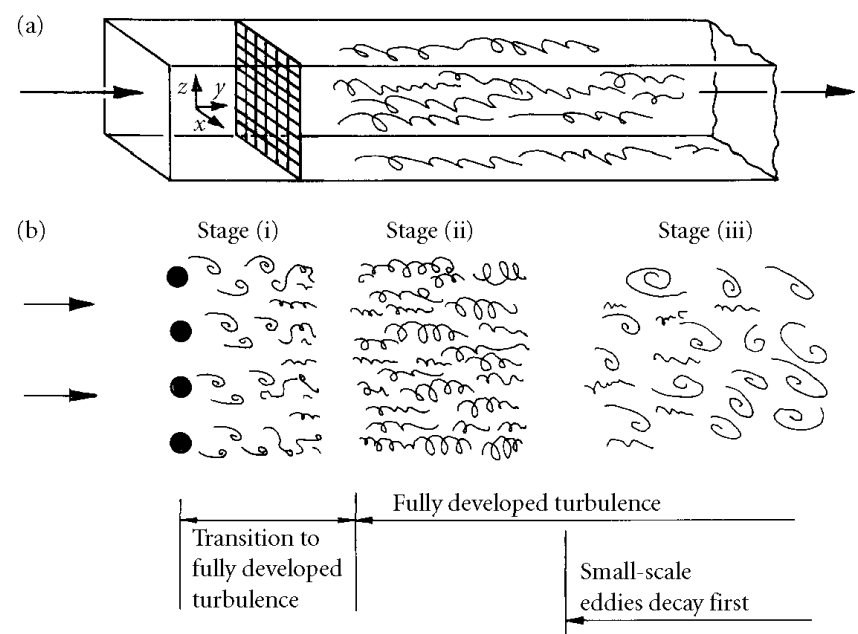 (a)
z
y
x
(b)
Stage (i)
Stage (ii)
Stage (iii)
Fully developed turbulence
Transition to
fully developed
turbulence
Small-scale
eddies decay first